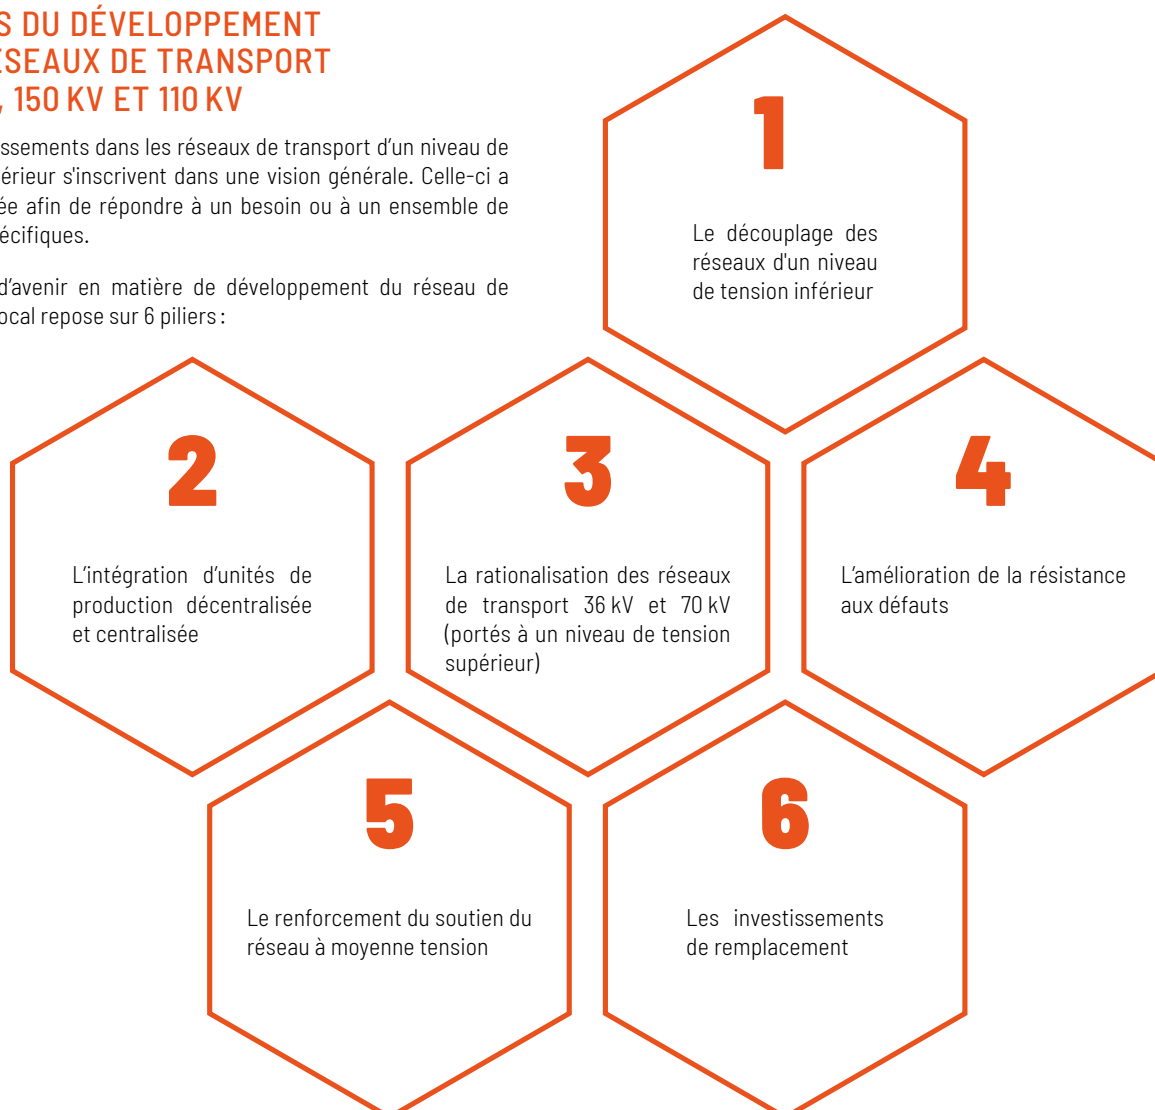 S DU DÉVELOPPEMENT
ÉSEAUX DE TRANSPORT
, 150 KV ET 110 KV
issements dans les réseaux de transport d'un niveau de
érieur s'inscrivent dans une vision générale. Celle-ci a
ée afin de répondre à un besoin ou à un ensemble de
écifiques.
d'avenir en matière de développement du réseau de
ocal repose sur 6 piliers :
1
Le découplage des
réseaux d'un niveau
de tension inférieur
2
L'intégration d'unités de
production décentralisée
et centralisée
3
La rationalisation des réseaux
de transport 36 kV et 70 kV
(portés à un niveau de tension
supérieur)
4
L'amélioration de la résistance
aux défauts
5
Le renforcement du soutien du
réseau à moyenne tension
6
Les investissements
de remplacement